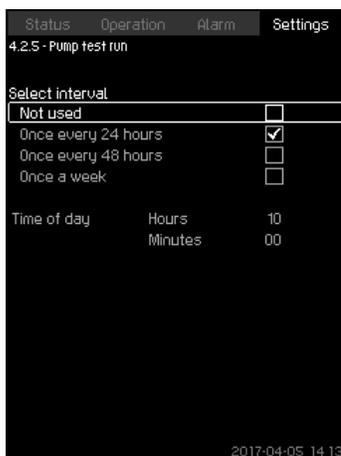 Status Operation Alarm Settings
4.2.5 - Pump test run
Select interval
Not used
Once every 24 hours
Once every 48 hours
Once a week
Time of day Hours 10
Minutes 00
2017-04-05 14:13